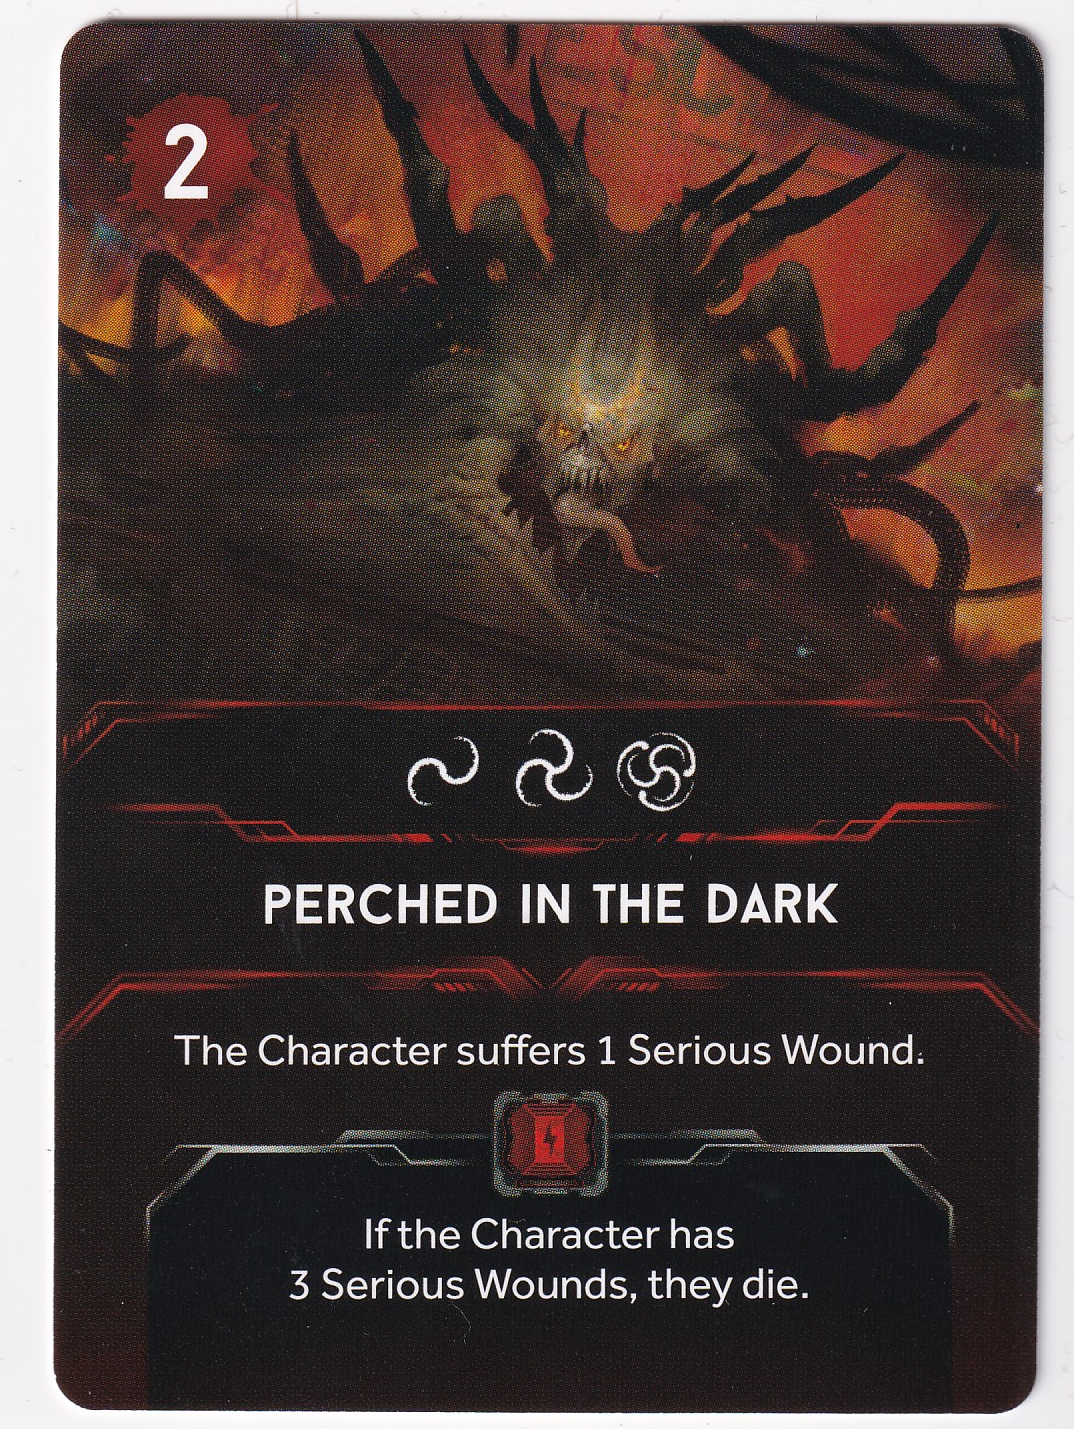 2
PERCHED IN THE DARK
The Character suffers 1 Serious Wound.
If the Character has
3 Serious Wounds, they die.